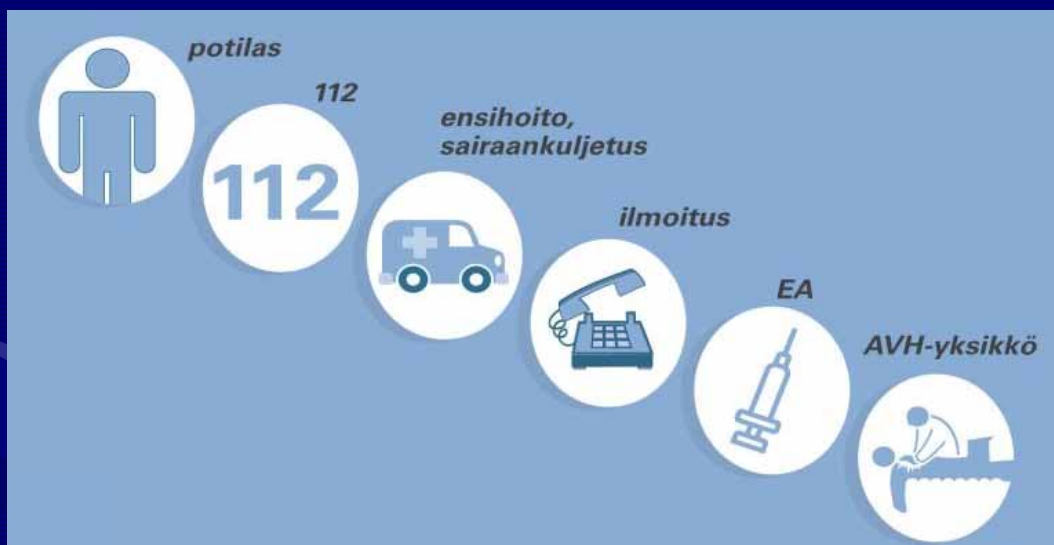 potilas
112
112
ensihoito,
sairaankuljetus
ilmoitus
EA
AVH-yksikkö